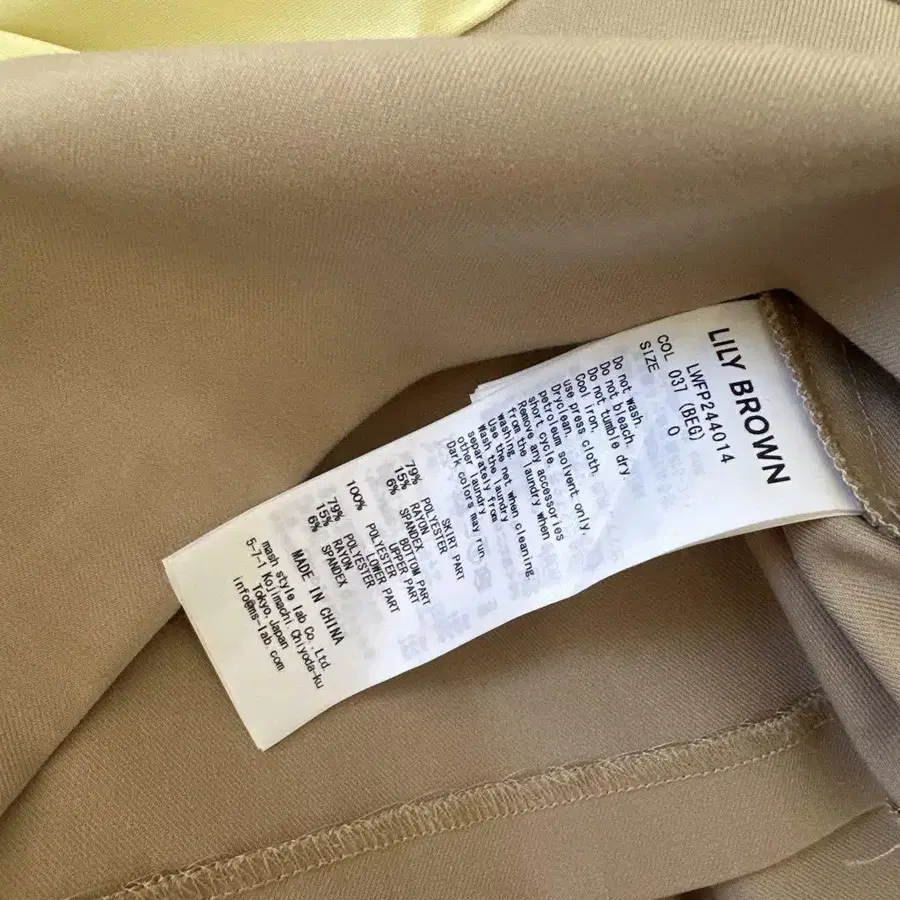 LILY BROWN
LWFP244014
COL 037 (BEG)
SIZE 0
Do not wash.
Do not bleach.
Do not tumble dry
Cool iron.
use press cloth.
Dryclean.
petroleum solvent only.
short cycle.
Remove any accessories
from the laundry when
washing.
Use the net when cleaning.
Wash the laundry
separately from
other laundry
Dark colors may run.
SKIRT PART
79% POLYESTER
15% RAYON
6% SPANDEX
BOTTOM PART
UPPER PART
100% POLYESTER
LOWER PART
79% POLYESTER
15% RAYON
6% SPANDEX
MADE IN CHINA
mash style lab Co.,Ltd.
5-7-1 Kojimachi,Chiyoda-ku
Tokyo,Japan
info@ms-lab.com